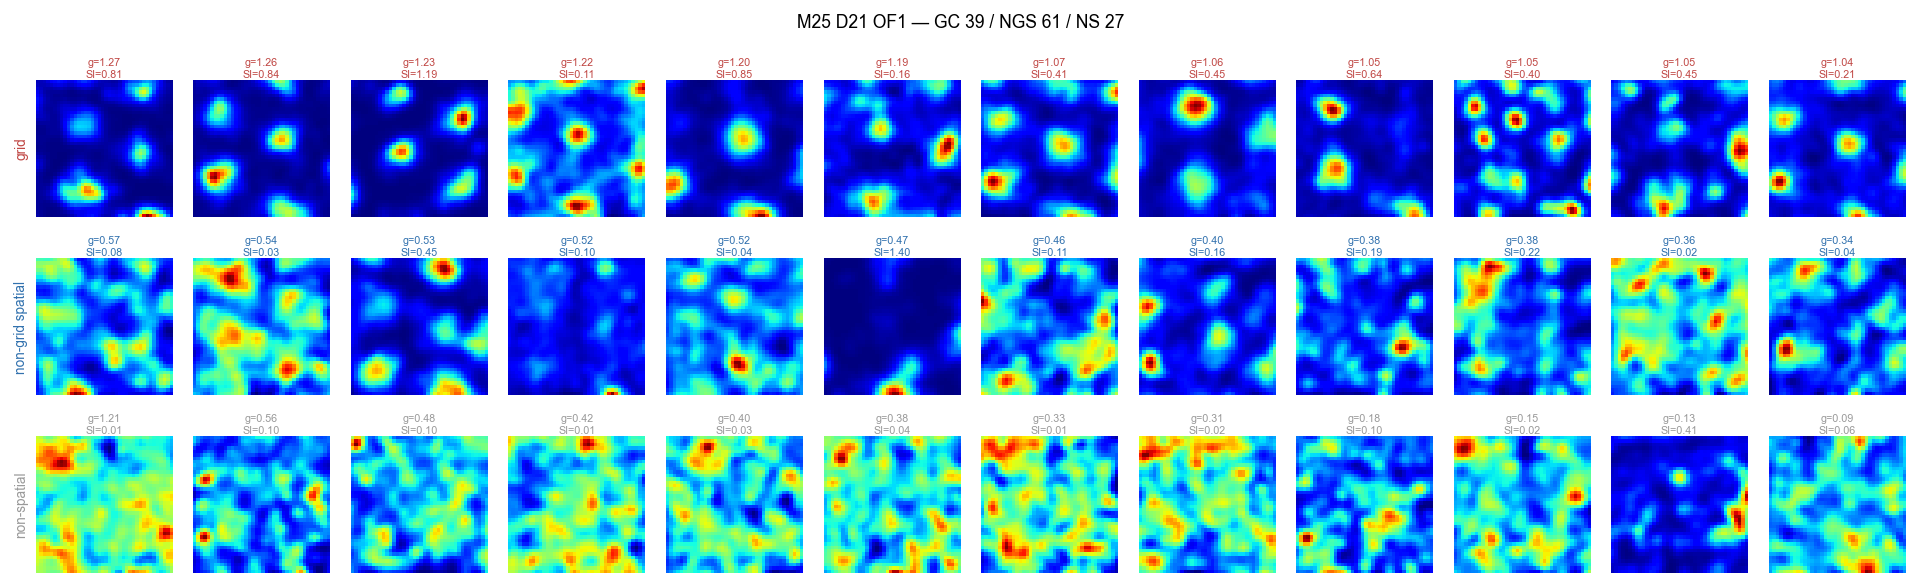 M25 D21 OF1 — GC 39 / NGS 61 / NS 27
g=1.27 g=1.26 g=1.23 g=1.22 g=1.20 g=1.19 g=1.07 g=1.06 g=1.05 g=1.05 g=1.05 g=1.04
SI=0.81 SI=0.84 SI=1.19 SI=0.11 SI=0.85 SI=0.16 SI=0.41 SI=0.45 SI=0.64 SI=0.40 SI=0.45 SI=0.21
grid
g=0.57 g=0.54 g=0.53 g=0.52 g=0.52 g=0.47 g=0.46 g=0.40 g=0.38 g=0.38 g=0.36 g=0.34
SI=0.08 SI=0.03 SI=0.45 SI=0.10 SI=0.04 SI=1.40 SI=0.11 SI=0.16 SI=0.19 SI=0.22 SI=0.02 SI=0.04
non-grid spatial
g=1.21 g=0.56 g=0.48 g=0.42 g=0.40 g=0.38 g=0.33 g=0.31 g=0.18 g=0.15 g=0.13 g=0.09
SI=0.01 SI=0.10 SI=0.10 SI=0.01 SI=0.03 SI=0.04 SI=0.01 SI=0.02 SI=0.10 SI=0.02 SI=0.41 SI=0.06
non-spatial